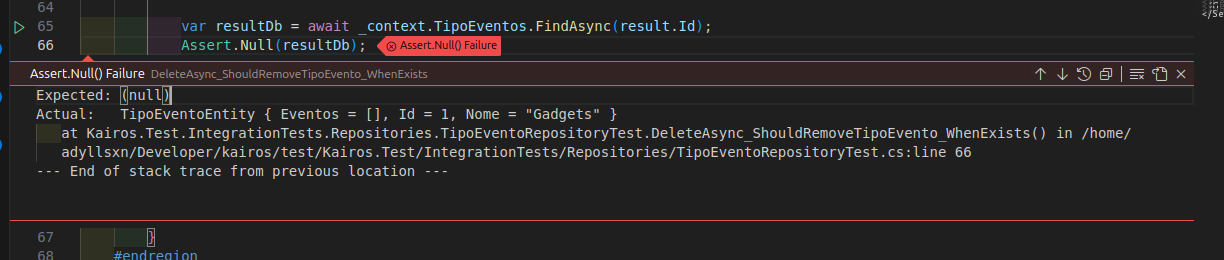 64
</Se
65 var resultDb = await _context.TipoEventos.FindAsync(result.Id);
66 Assert.Null(resultDb); Assert.Null() Failure
Assert.Null() Failure DeleteAsync_ShouldRemoveTipoEvento_WhenExists
Expected: (null)
Actual: TipoEventoEntity { Eventos = [], Id = 1, Nome = "Gadgets" }
at Kairos.Test.IntegrationTests.Repositories.TipoEventoRepositoryTest.DeleteAsync_ShouldRemoveTipoEvento_WhenExists() in /home/
adyllsxn/Developer/kairos/test/Kairos.Test/IntegrationTests/Repositories/TipoEventoRepositoryTest.cs:line 66
--- End of stack trace from previous location ---
67 }
68 #endregion